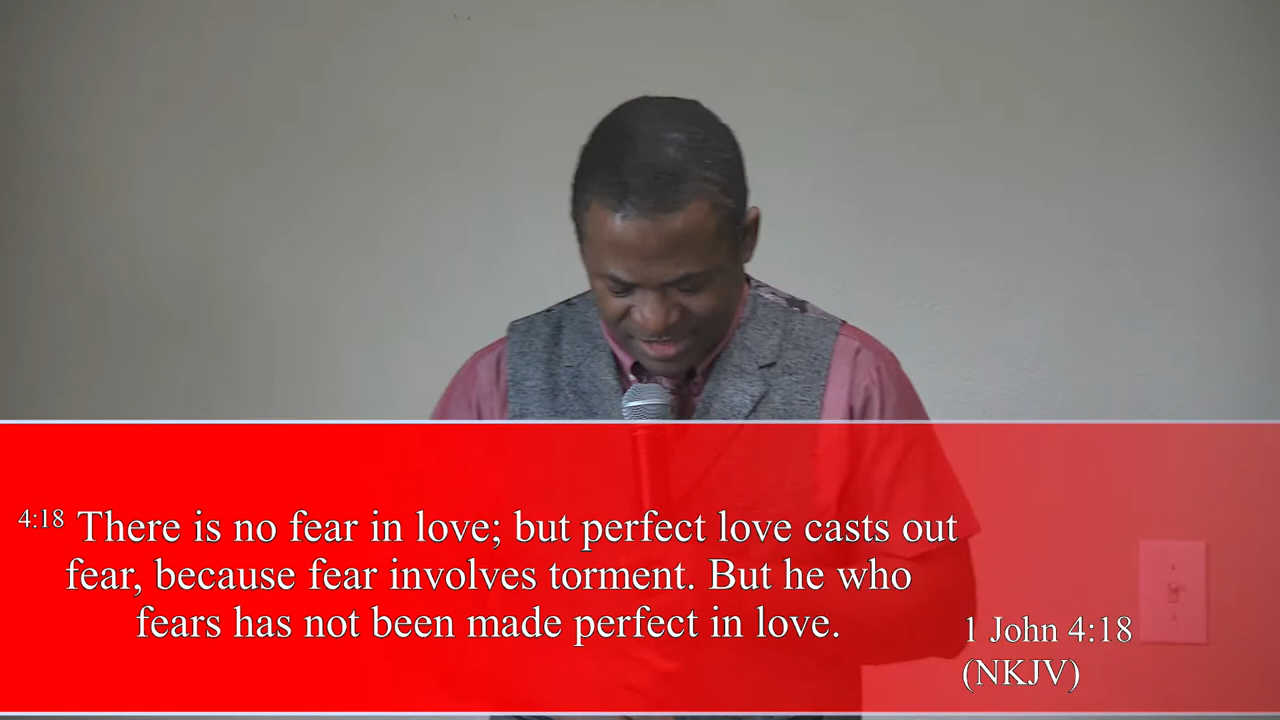 4:18 There is no fear in love; but perfect love casts out
fear, because fear involves torment. But he who
fears has not been made perfect in love.
1 John 4:18
(NKJV)